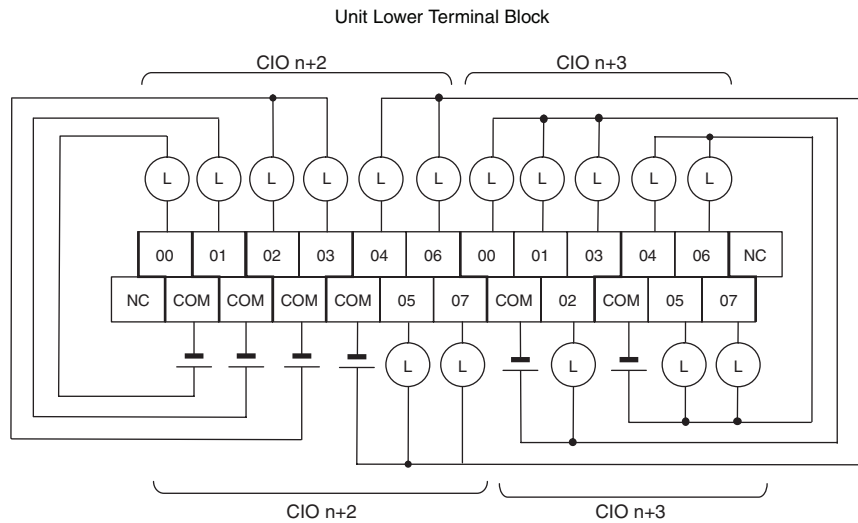 Unit Lower Terminal Block
CIO n+2 CIO n+3
L L L L L L L L L L L
00 01 02 03 04 06 00 01 03 04 06 NC
NC COM COM COM COM 05 07 COM 02 COM 05 07
L L L L L
CIO n+2 CIO n+3